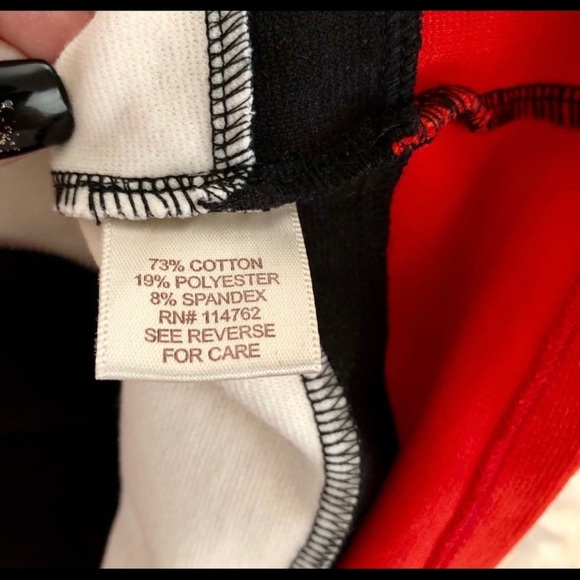 73% COTTON
19% POLYESTER
8% SPANDEX
RN# 114762
SEE REVERSE
FOR CARE